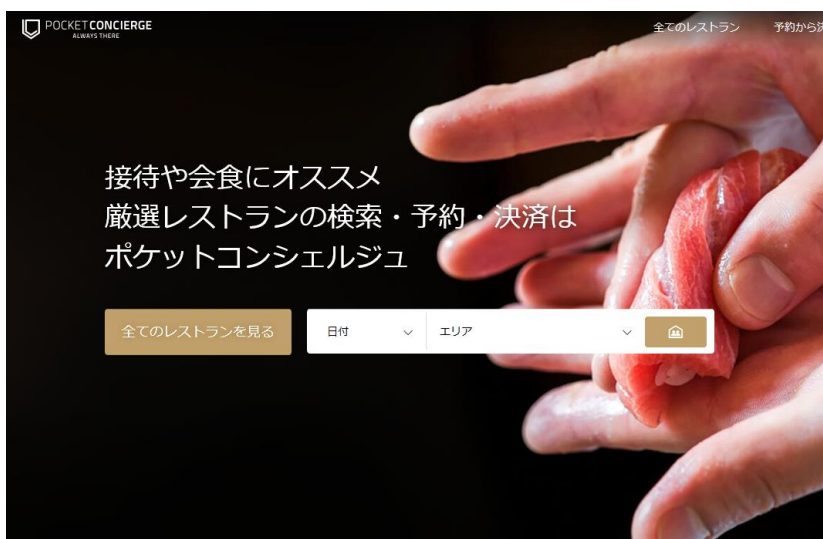 POCKET CONCIERGE
ALWAYS THERE
全てのレストラン
予約から決
接待や会食にオススメ
厳選レストランの検索・予約・決済は
ポケットコンシェルジュ
全てのレストランを見る
日付
エリア